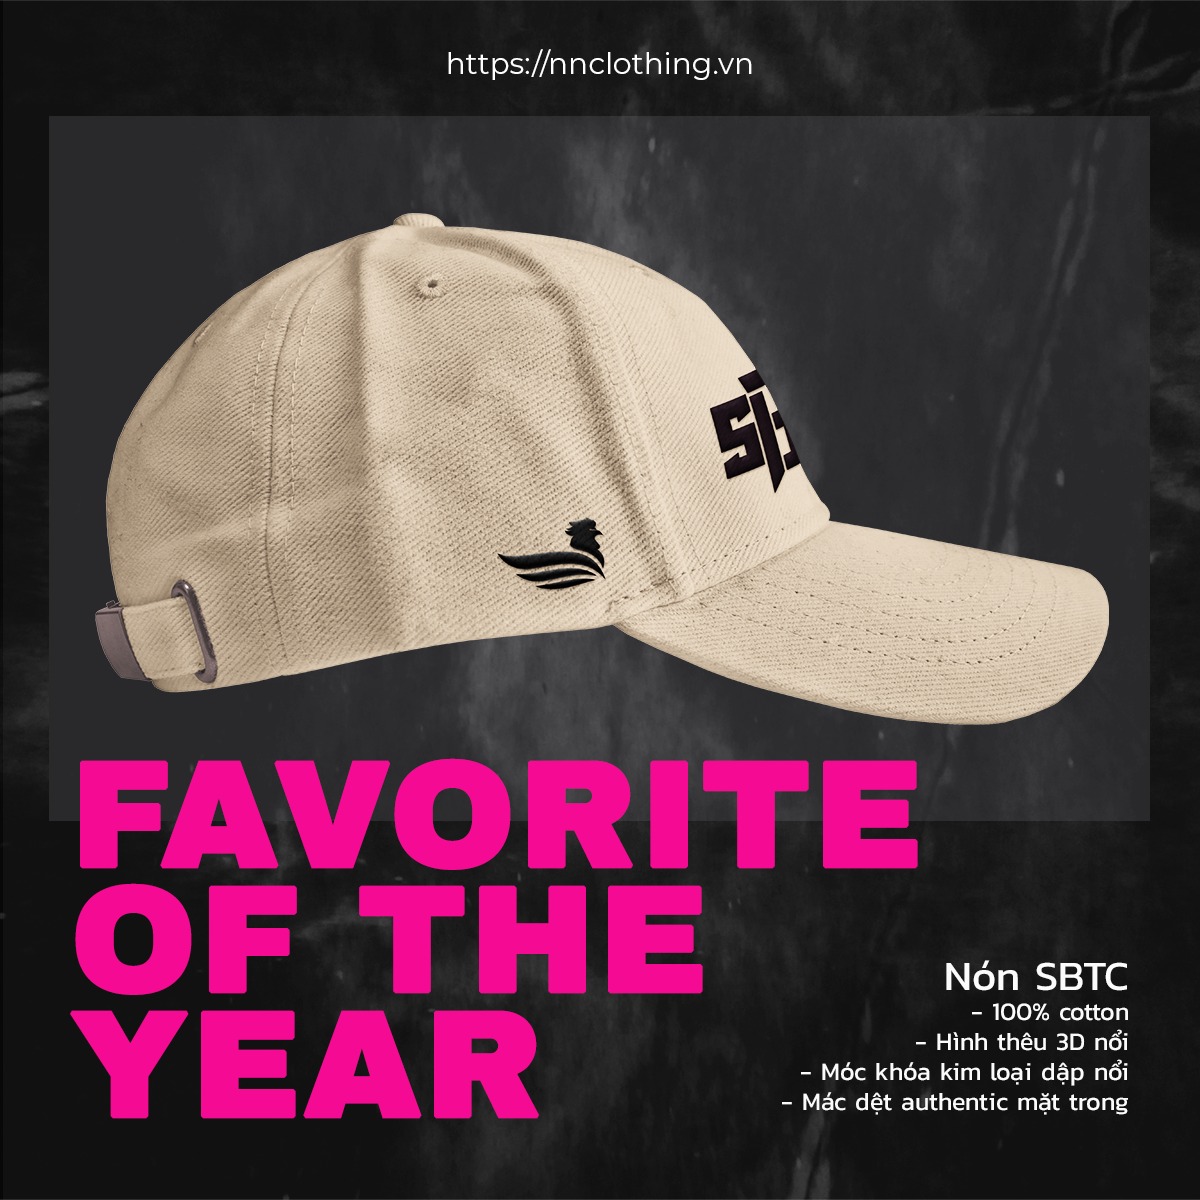 https://nnclothing.vn
FAVORITE
OF THE
YEAR
Nón SBTC
- 100% cotton
- Hình thêu 3D nổi
- Móc khóa kim loại dập nổi
- Mác dệt authentic mặt trong